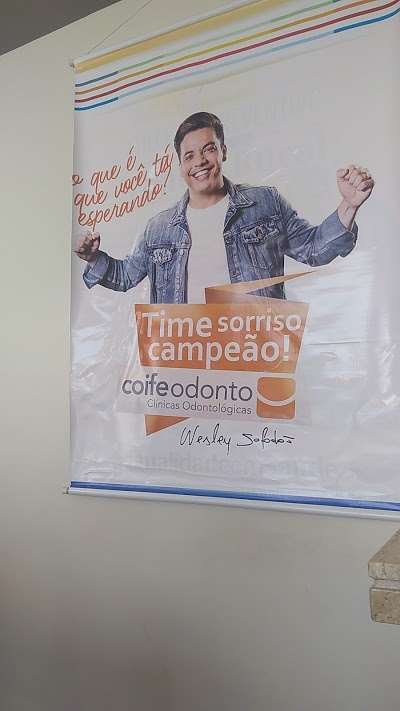 o que é
que você tá
esperando?
Time sorriso
campeão!
coifeodonto
Clínicas Odontológicas
Wesley Safadão